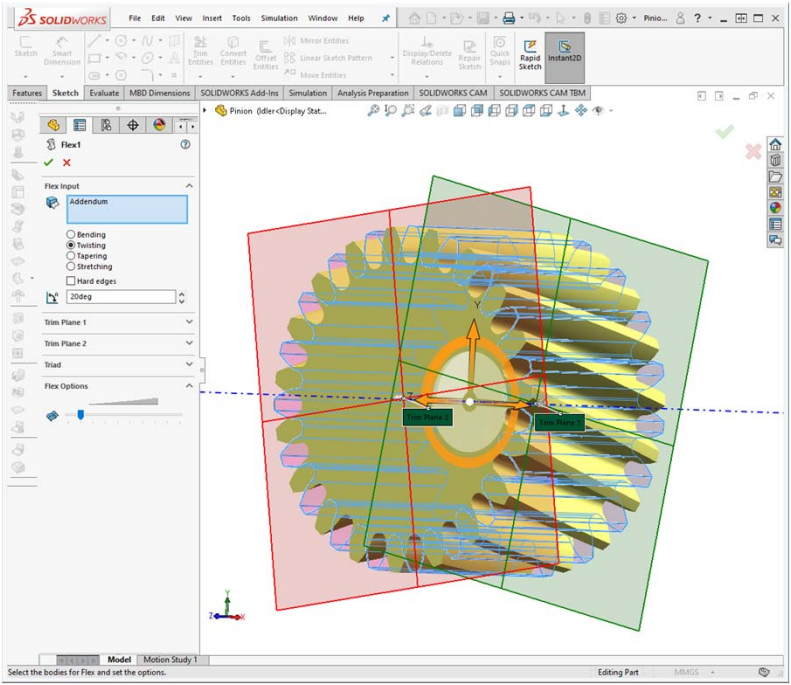 SOLIDWORKS File Edit View Insert Tools Simulation Window Help Pinio... ?
Sketch Smart Dimension Trim Entities Convert Entities Offset Entities Mirror Entities Linear Sketch Pattern Move Entities Display/Delete Relations Repair Sketch Quick Snaps Rapid Sketch Instant2D
Features Sketch Evaluate MBD Dimensions SOLIDWORKS Add-Ins Simulation Analysis Preparation SOLIDWORKS CAM SOLIDWORKS CAM TBM
Pinion (Idler<Display Stat...
Flex1
Flex Input
Addendum
Bending
Twisting
Tapering
Stretching
Hard edges
20deg
Trim Plane 1
Trim Plane 2
Triad
Flex Options
Y
Z
Trim Plane 2
Trim Plane 1
Y
Z X
Model Motion Study 1
Select the bodies for Flex and set the options. Editing Part MMGS